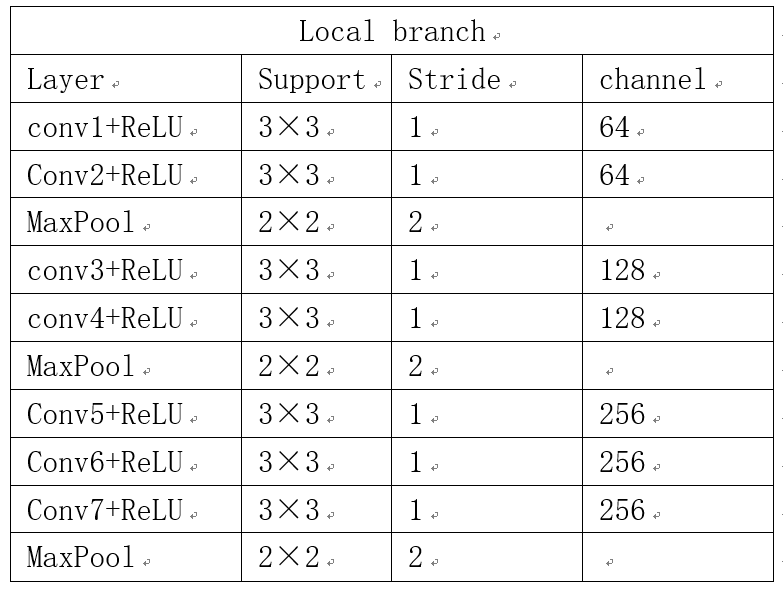 Local branch
Layer Support Stride channel
conv1+ReLU 3×3 1 64
Conv2+ReLU 3×3 1 64
MaxPool 2×2 2
conv3+ReLU 3×3 1 128
conv4+ReLU 3×3 1 128
MaxPool 2×2 2
Conv5+ReLU 3×3 1 256
Conv6+ReLU 3×3 1 256
Conv7+ReLU 3×3 1 256
MaxPool 2×2 2